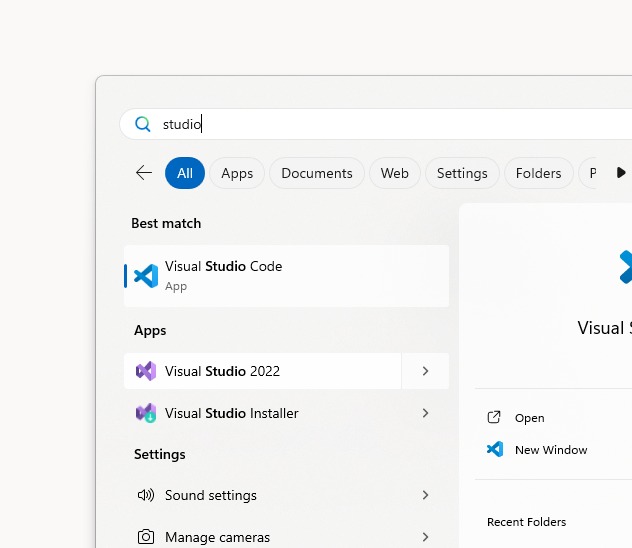 studio
All Apps Documents Web Settings Folders P
Best match
Visual Studio Code
App
Visual S
Apps
Visual Studio 2022
Visual Studio Installer
Settings
Sound settings
Manage cameras
Open
New Window
Recent Folders